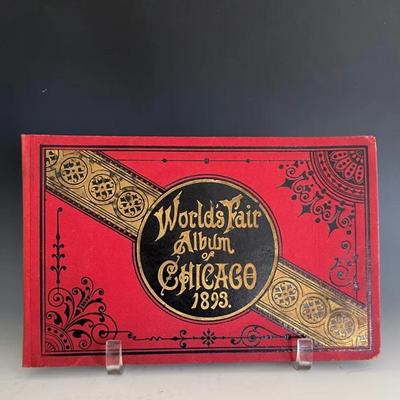 World's Fair
Album
of
CHICAGO
1893.